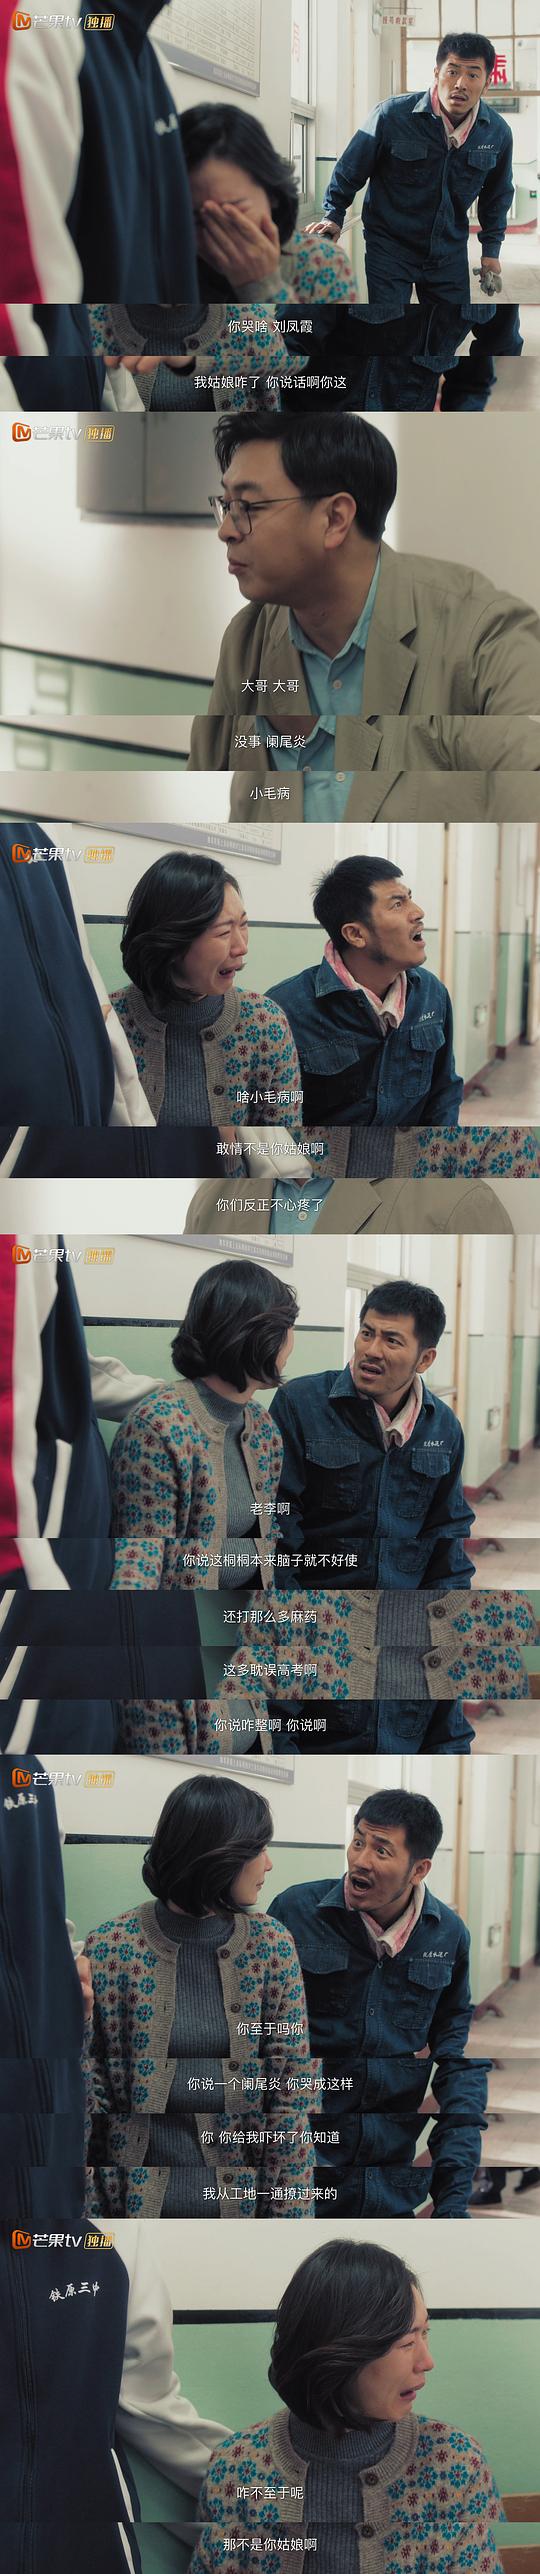 芒果tv 独播
你哭啥 刘凤霞
我姑娘咋了 你说话啊你这
芒果tv 独播
大哥 大哥
没事 阑尾炎
小毛病
芒果tv 独播
啥小毛病啊
敢情不是你姑娘啊
你们反正不心疼了
芒果tv 独播
老李啊
你说这桐桐本来脑子就不好使
还打那么多麻药
这多耽误高考啊
你说咋整啊 你说啊
芒果tv 独播
铁原三
你至于吗你
你说一个阑尾炎 你哭成这样
你 你给我吓坏了你知道
我从工地一通撩过来的
芒果tv 独播
铁原三中
咋不至于呢
那不是你姑娘啊